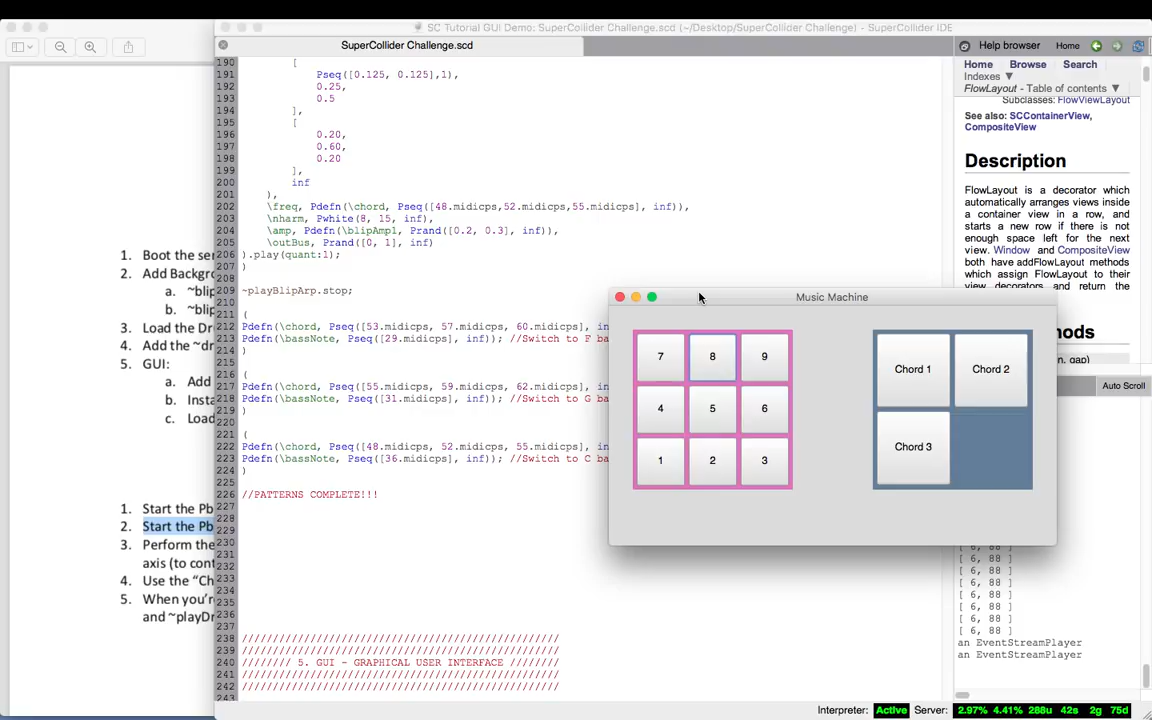 SC Tutorial GUI Demo: SuperCollider Challenge.scd (~/Desktop/SuperCollider Challenge) - SuperCollider IDE
SuperCollider Challenge.scd
Help browser Home
Home Browse Search
Indexes ▼
FlowLayout - Table of contents ▼
Subclasses: FlowViewLayout
See also: SCContainerView,
CompositeView
Description
FlowLayout is a decorator which
automatically arranges views inside
a container view in a row, and
starts a new row if there is not
enough space left for the next
view. Window and CompositeView
both have addFlowLayout methods
which assign FlowLayout to their
view decorators and return the
Auto Scroll
1. Boot the ser
2. Add Backgro
a. ~blip
b. ~blip
3. Load the Dr
4. Add the ~dr
5. GUI:
a. Add
b. Insta
c. Load
1. Start the Pb
2. Start the Pb
3. Perform the
axis (to cont
4. Use the "Ch
5. When you're
and ~playDr
190 [
191 Pseq([0.125, 0.125],1),
192 0.25,
193 0.5
194 ],
195 [
196 0.20,
197 0.60,
198 0.20
199 ],
200 inf
201 ),
202 \freq, Pdefn(\chord, Pseq([48.midicps,52.midicps,55.midicps], inf)),
203 \nharm, Pwhite(8, 15, inf),
204 \amp, Pdefn(\blipAmp1, Prand([0.2, 0.3], inf)),
205 \outBus, Prand([0, 1], inf)
206 ).play(quant:1);
207 )
208
209 ~playBlipArp.stop;
210
211 (
212 Pdefn(\chord, Pseq([53.midicps, 57.midicps, 60.midicps], in
213 Pdefn(\bassNote, Pseq([29.midicps], inf)); //Switch to F ba
214 )
215
216 (
217 Pdefn(\chord, Pseq([55.midicps, 59.midicps, 62.midicps], in
218 Pdefn(\bassNote, Pseq([31.midicps], inf)); //Switch to G ba
219 )
220
221 (
222 Pdefn(\chord, Pseq([48.midicps, 52.midicps, 55.midicps], in
223 Pdefn(\bassNote, Pseq([36.midicps], inf)); //Switch to C ba
224 )
225
226 //PATTERNS COMPLETE!!!
227
228
229
230
231
232
233
234
235
236
237
238 ///////////////////////////////////////////////////
239 ///////////////////////////////////////////////////
240 //////// 5. GUI - GRAPHICAL USER INTERFACE ////////
241 ///////////////////////////////////////////////////
242 ///////////////////////////////////////////////////
243
Music Machine
7 8 9
4 5 6
1 2 3
Chord 1 Chord 2
Chord 3
[ 6, 88 ]
[ 6, 88 ]
[ 6, 88 ]
[ 6, 88 ]
[ 6, 88 ]
[ 6, 88 ]
[ 6, 88 ]
[ 6, 88 ]
an EventStreamPlayer
an EventStreamPlayer
Interpreter: Active Server: 2.97% 4.41% 288u 42s 2g 75d